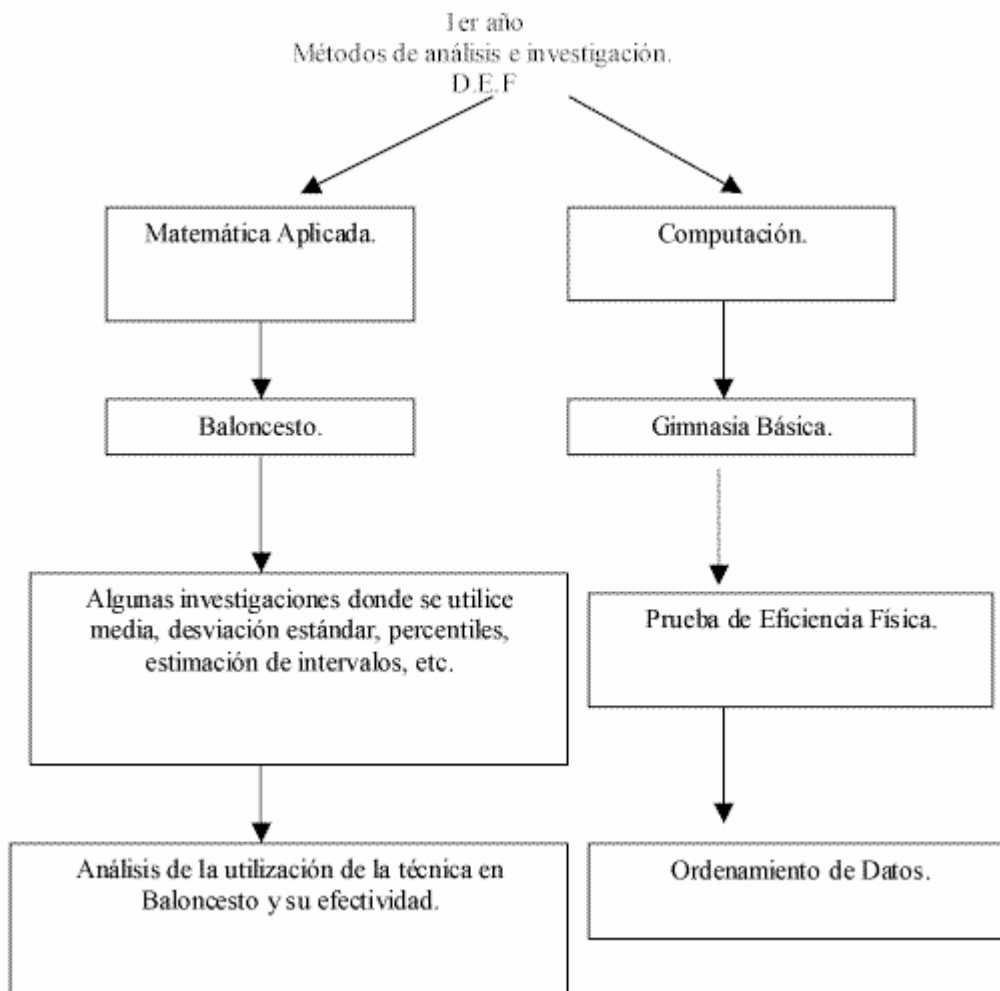 1er año
Métodos de análisis e investigación.
D.E.F
Matemática Aplicada.
Computación.
Baloncesto.
Gimnasia Básica.
Algunas investigaciones donde se utilice
media, desviación estándar, percentiles,
estimación de intervalos, etc.
Prueba de Eficiencia Física.
Análisis de la utilización de la técnica en
Baloncesto y su efectividad.
Ordenamiento de Datos.